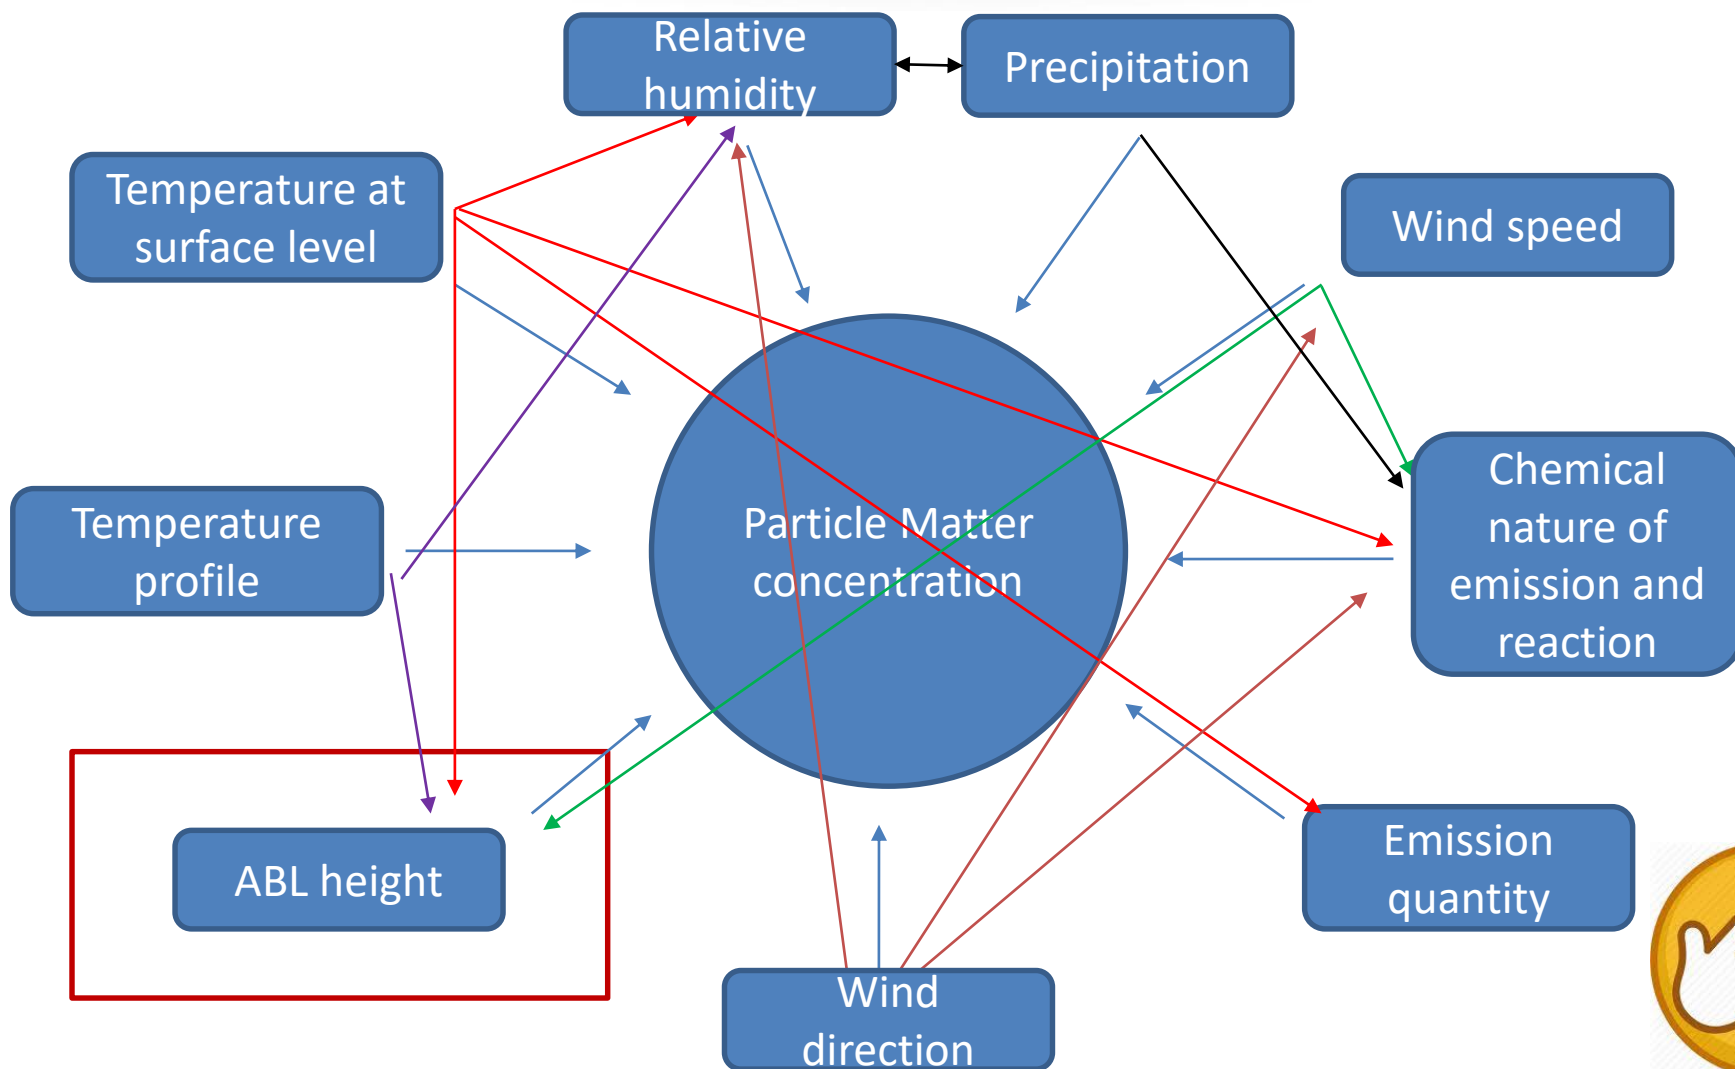 Relative
humidity
Precipitation
Temperature at
surface level
Wind speed
Temperature
profile
Particle Matter
concentration
Chemical
nature of
emission and
reaction
ABL height
Emission
quantity
Wind
direction